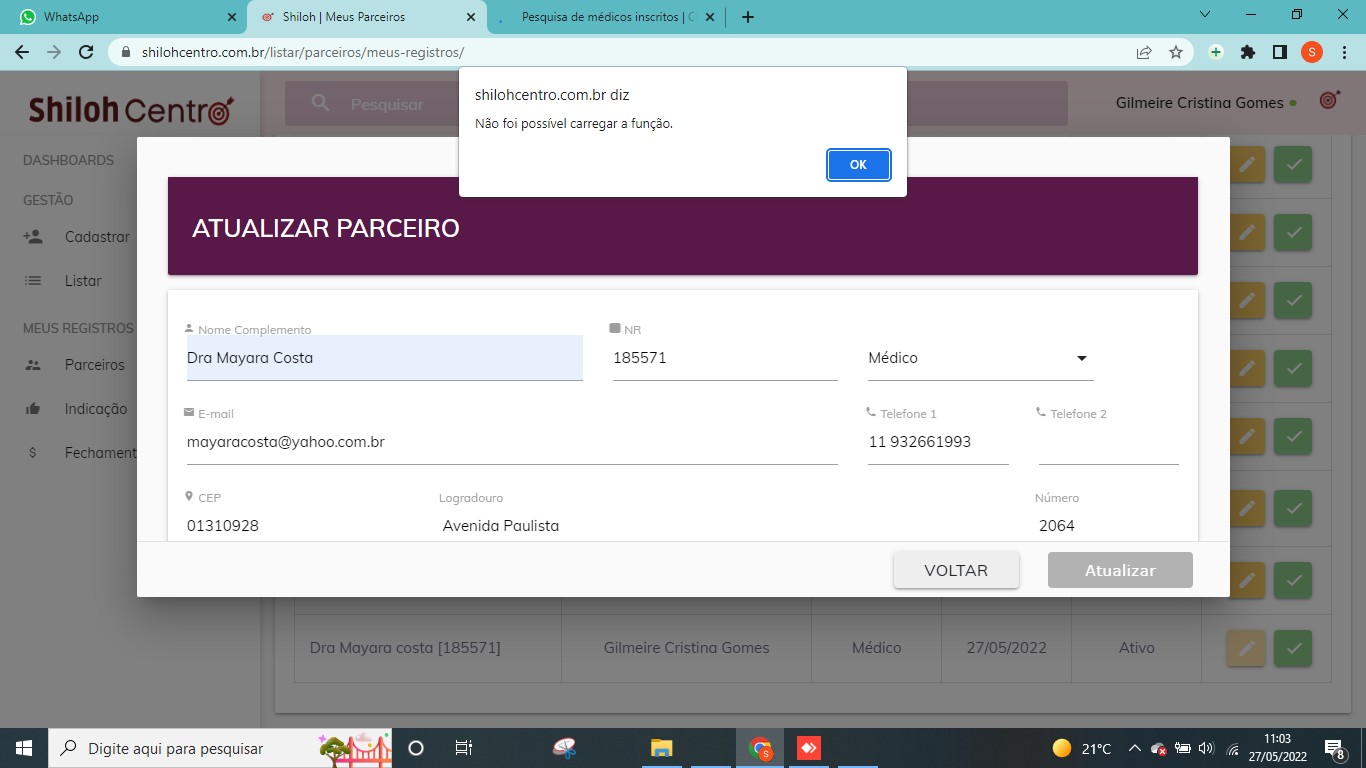 WhatsApp
Shiloh | Meus Parceiros
Pesquisa de médicos inscritos | C
shilohcentro.com.br/listar/parceiros/meus-registros/
S
shilohcentro.com.br diz
Não foi possível carregar a função.
OK
Shiloh Centro
Pesquisar
Gilmeire Cristina Gomes
DASHBOARDS
GESTÃO
Cadastrar
Listar
MEUS REGISTROS
Parceiros
Indicação
$ Fechament
ATUALIZAR PARCEIRO
Nome Complemento
NR
Dra Mayara Costa
185571
Médico
E-mail
Telefone 1
Telefone 2
mayaracosta@yahoo.com.br
11 932661993
CEP
Logradouro
Número
01310928
Avenida Paulista
2064
VOLTAR
Atualizar
Dra Mayara costa [185571]
Gilmeire Cristina Gomes
Médico
27/05/2022
Ativo
Digite aqui para pesquisar
S
21°C
11:03
27/05/2022
8